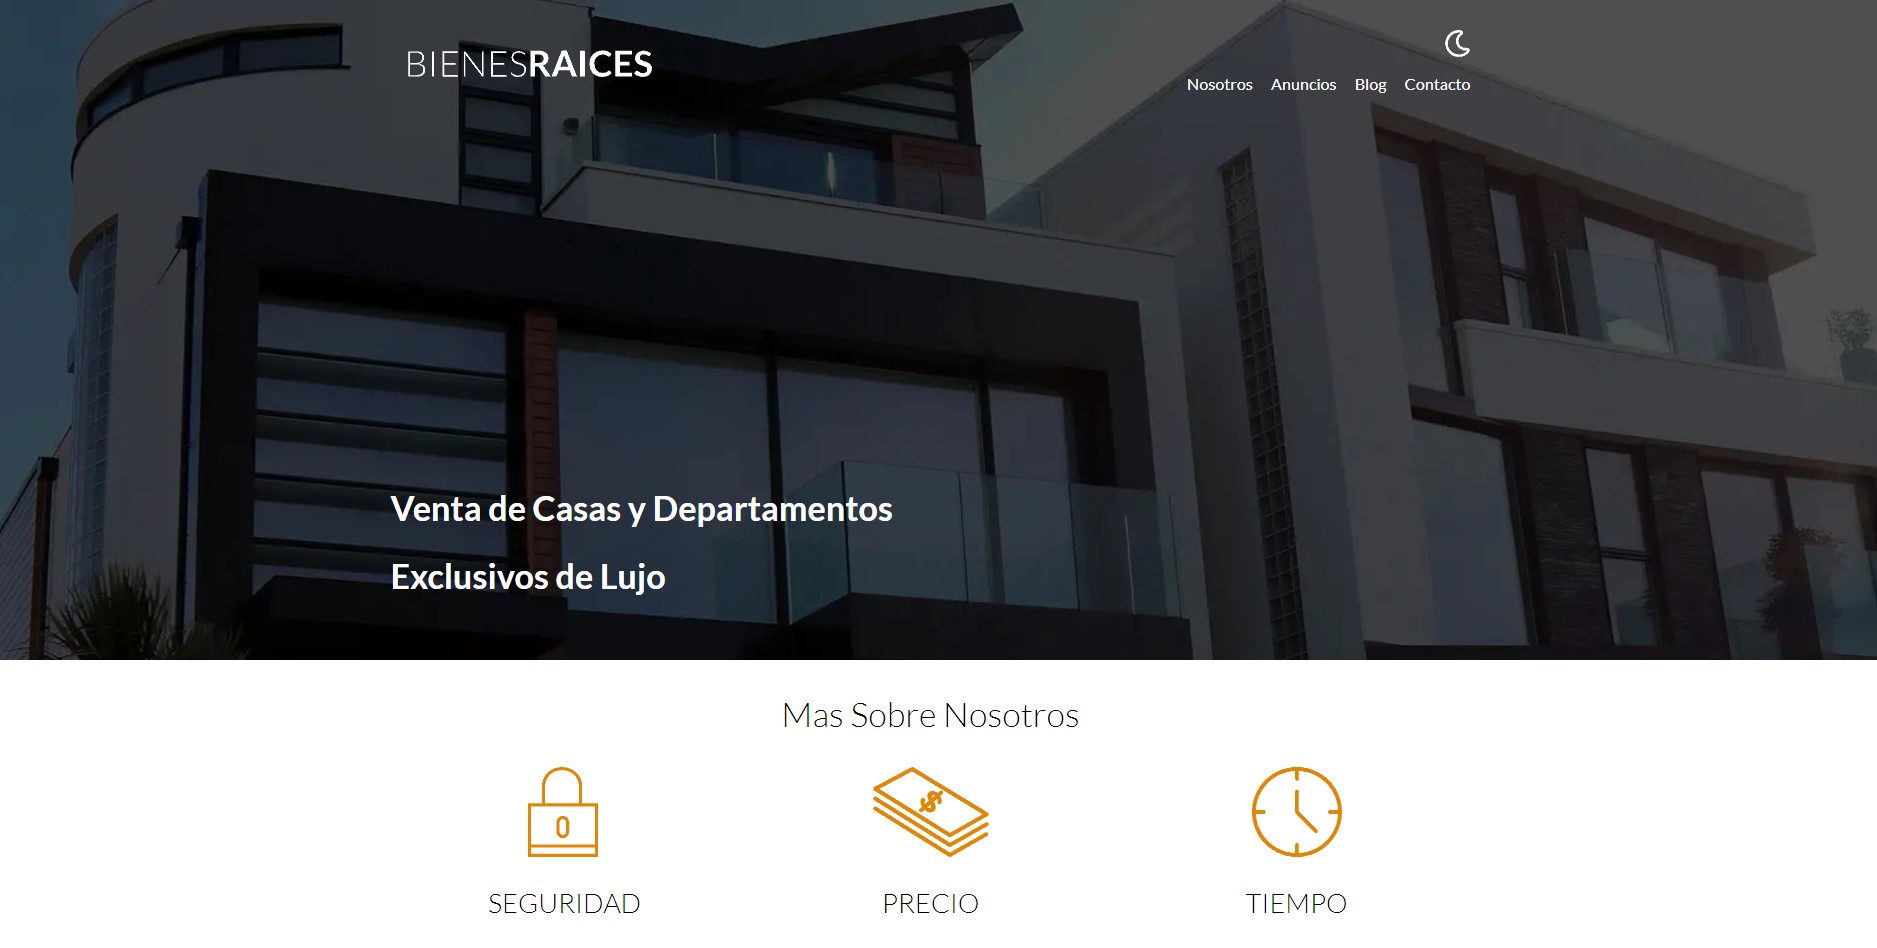 BIENESRAICES
Nosotros Anuncios Blog Contacto
Venta de Casas y Departamentos
Exclusivos de Lujo
Mas Sobre Nosotros
$
SEGURIDAD PRECIO TIEMPO